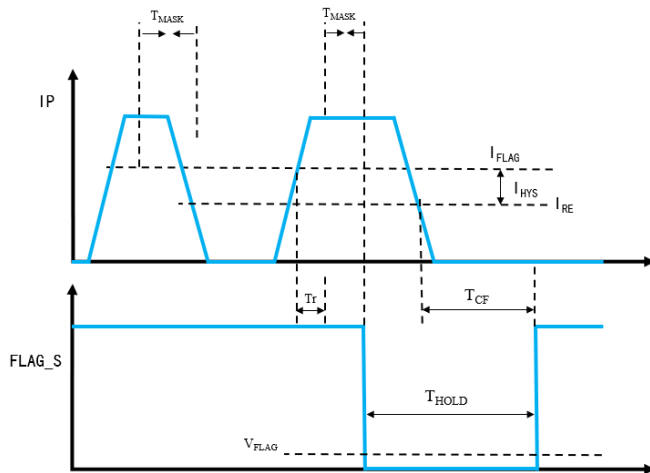 TMASK
TMASK
IP
IFLAG
IHYS
IRE
Tr
TCF
FLAG_S
THOLD
VFLAG